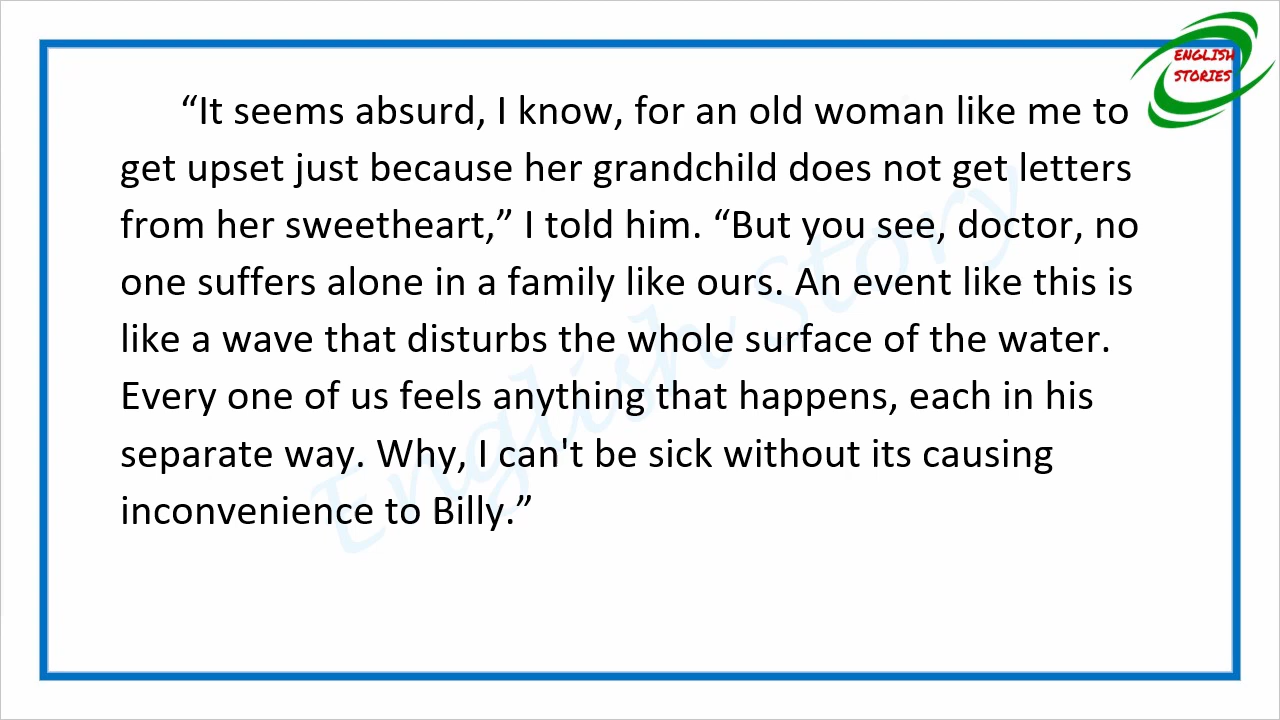 ENGLISH
STORIES
“It seems absurd, I know, for an old woman like me to
get upset just because her grandchild does not get letters
from her sweetheart,” I told him. “But you see, doctor, no
one suffers alone in a family like ours. An event like this is
like a wave that disturbs the whole surface of the water.
Every one of us feels anything that happens, each in his
separate way. Why, I can't be sick without its causing
inconvenience to Billy.”
English Story